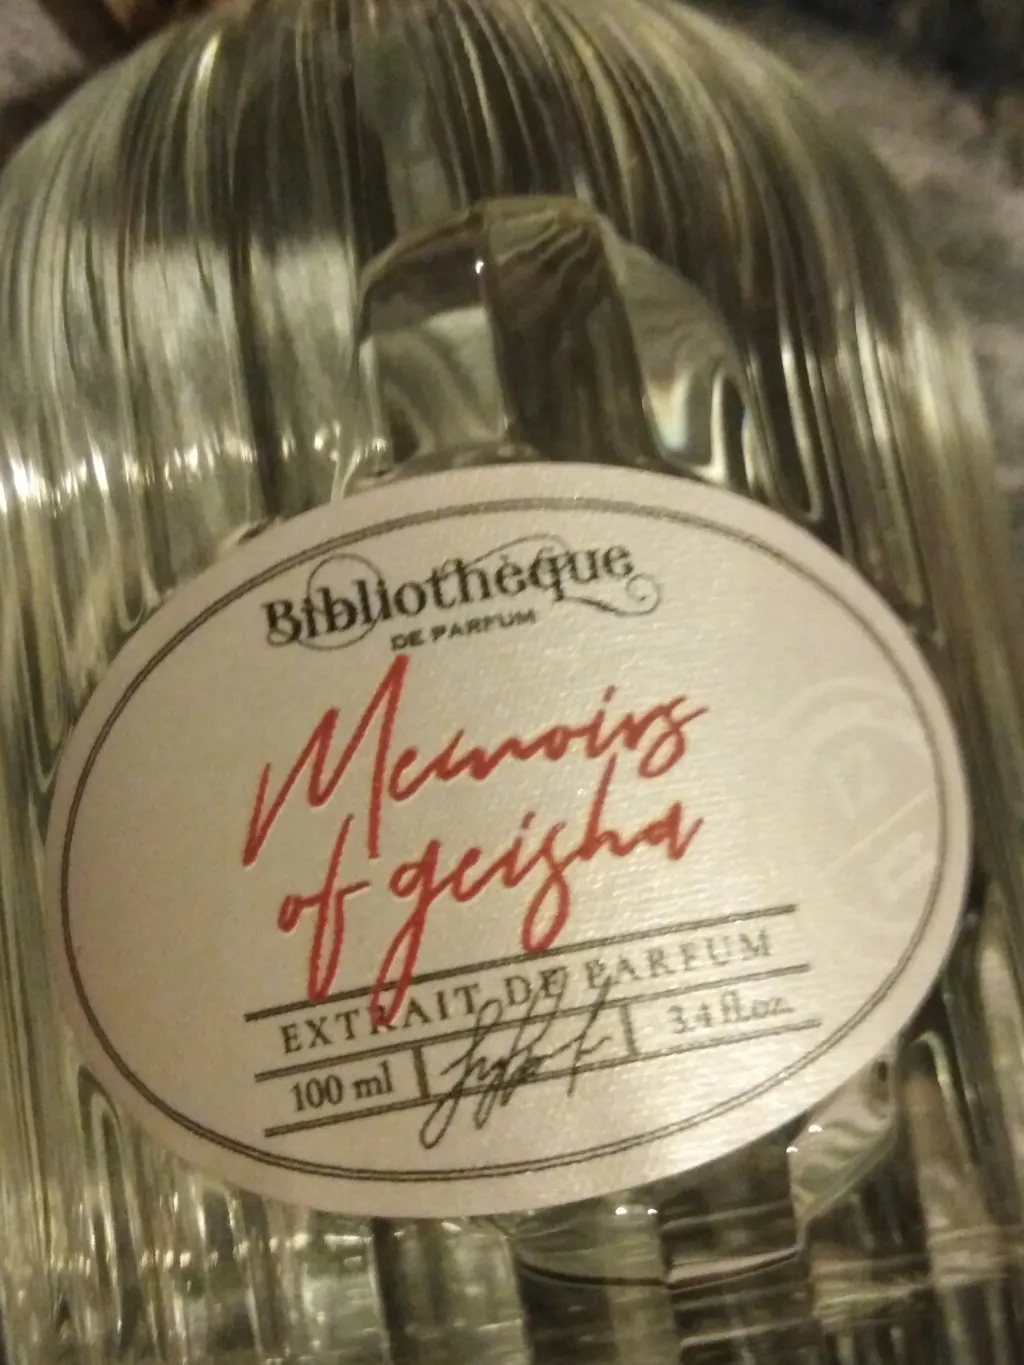 Bibliothèque
DE PARFUM
Memoirs
of geisha
EXTRAIT DE PARFUM
100 ml
3.4 fl.oz.